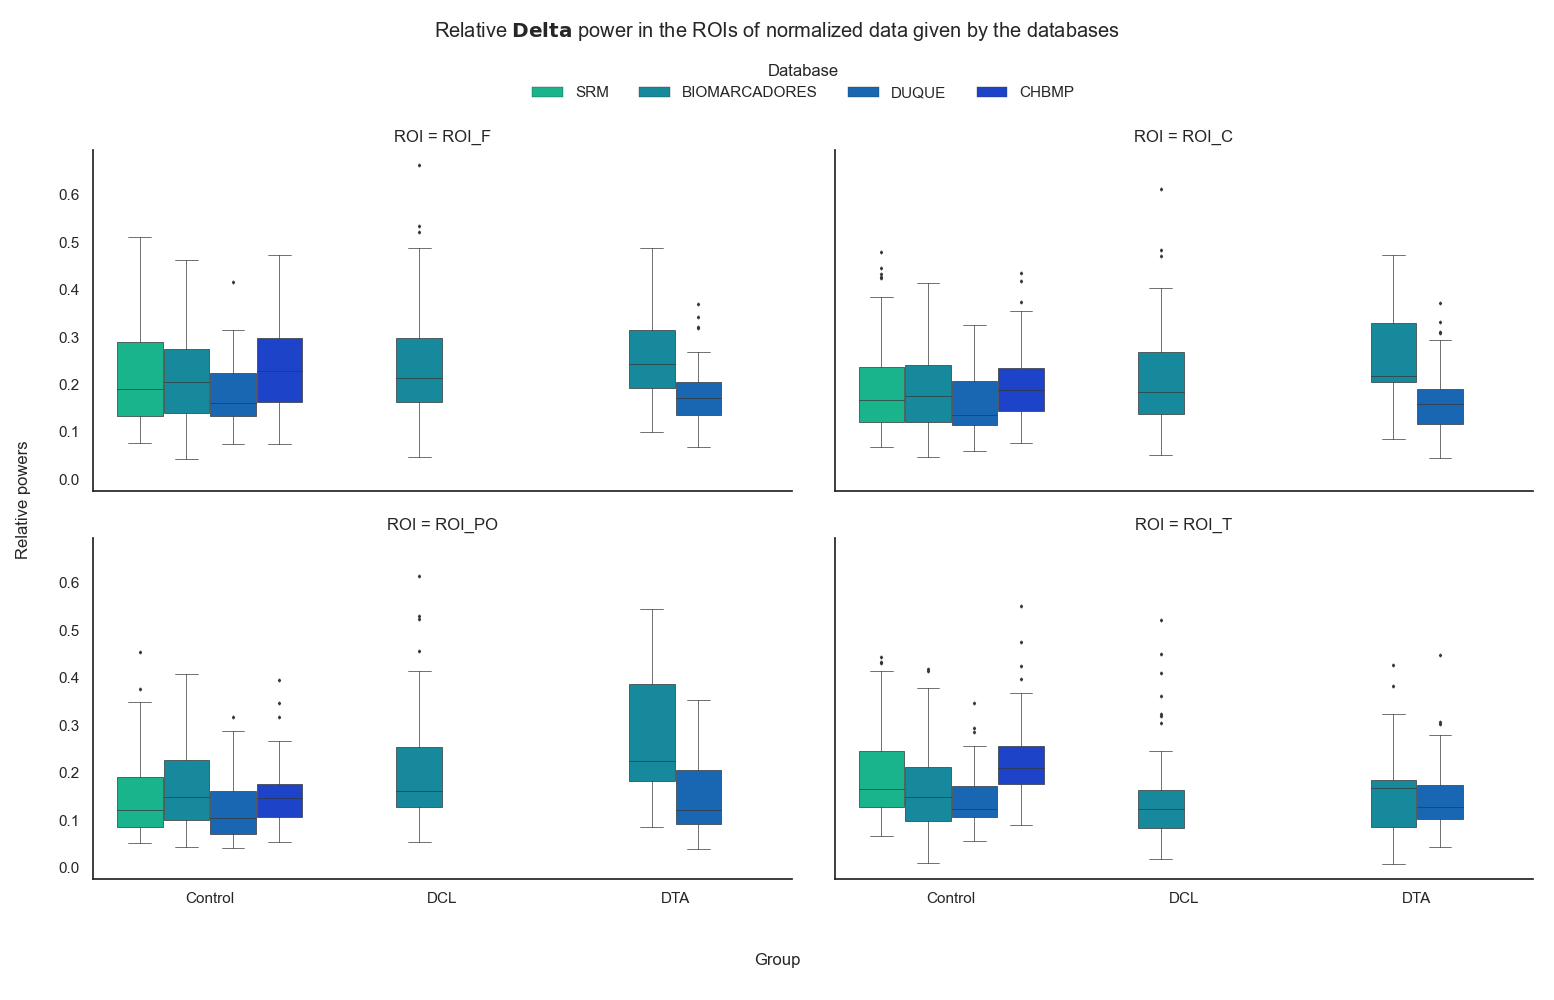 Relative Delta power in the ROIs of normalized data given by the databases
Database
SRM BIOMARCADORES DUQUE CHBMP
ROI = ROI_F
ROI = ROI_C
0.6
0.5
0.4
0.3
0.2
0.1
0.0
Relative powers
ROI = ROI_PO
ROI = ROI_T
0.6
0.5
0.4
0.3
0.2
0.1
0.0
Control DCL DTA
Control DCL DTA
Group